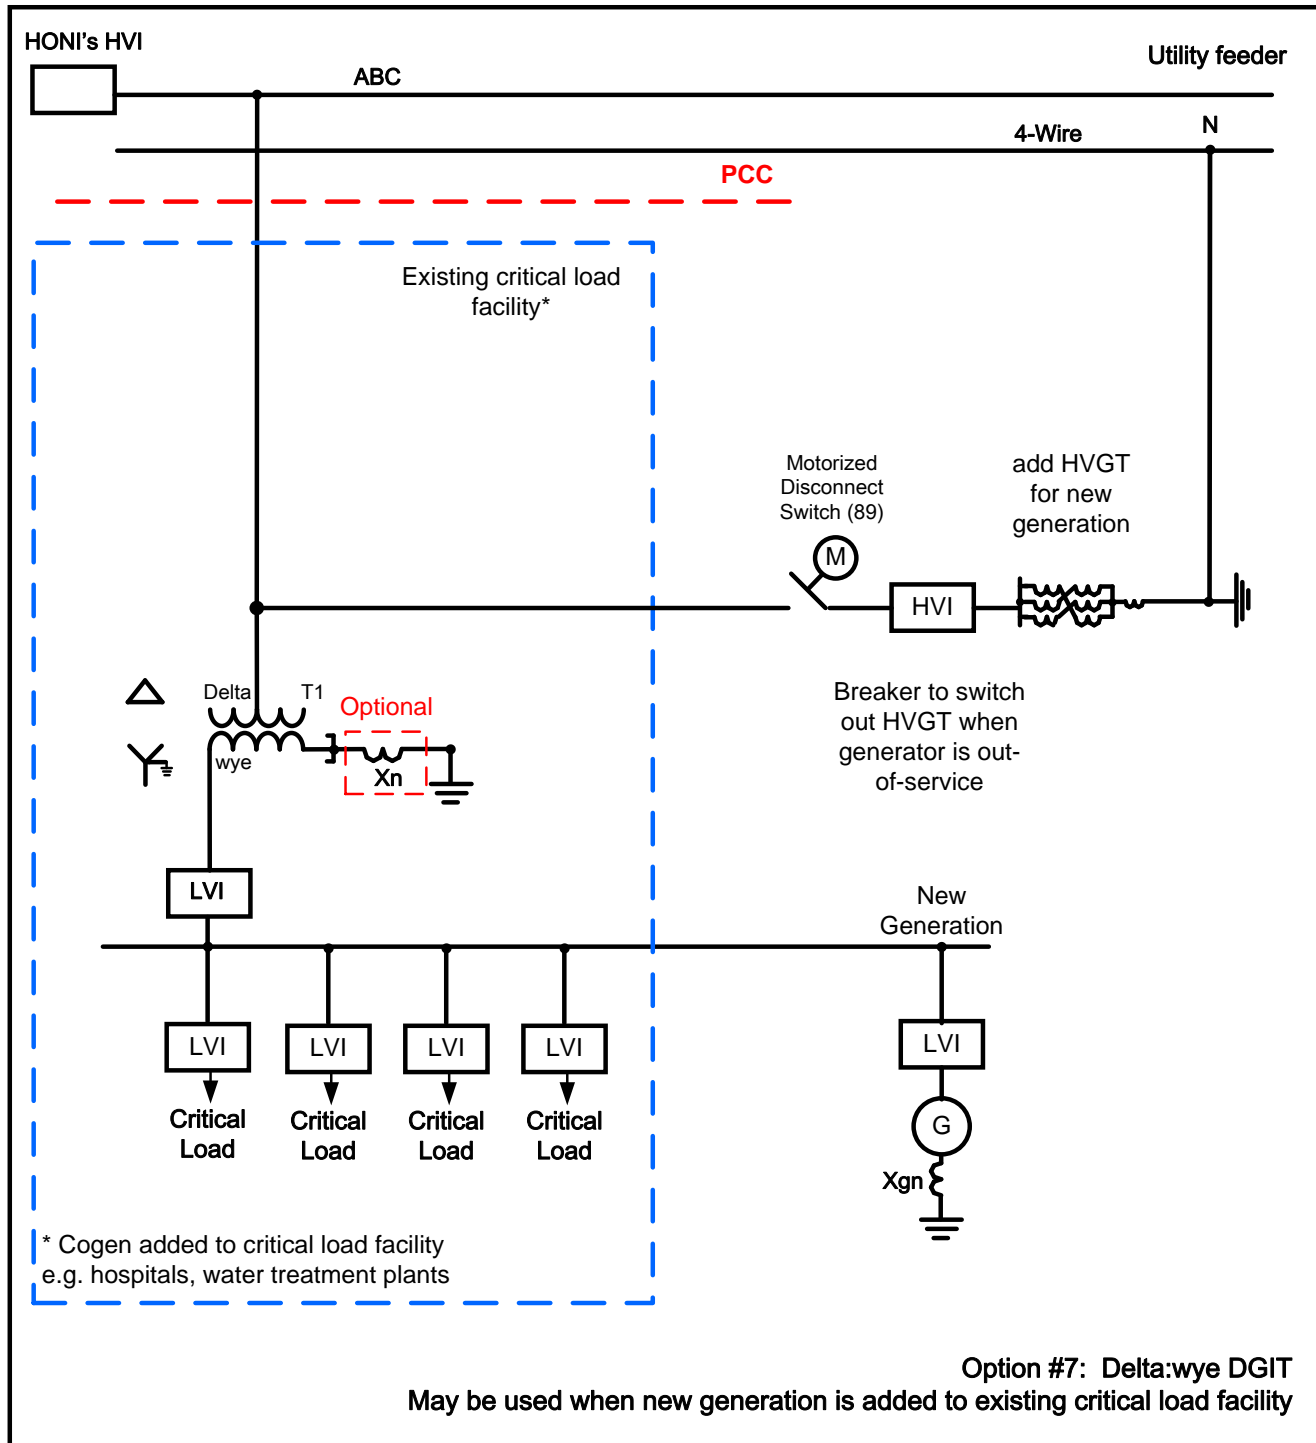 HONI's HVI
Utility feeder
ABC
4-Wire
N
PCC
Existing critical load
facility*
Motorized
Disconnect
Switch (89)
add HVGT
for new
generation
M
HVI
Delta
T1
Optional
wye
Xn
Breaker to switch
out HVGT when
generator is out-
of-service
LVI
New
Generation
LVI
LVI
LVI
LVI
LVI
Critical
Load
Critical
Load
Critical
Load
Critical
Load
G
Xgn
* Cogen added to critical load facility
e.g. hospitals, water treatment plants
Option #7: Delta:wye DGIT
May be used when new generation is added to existing critical load facility